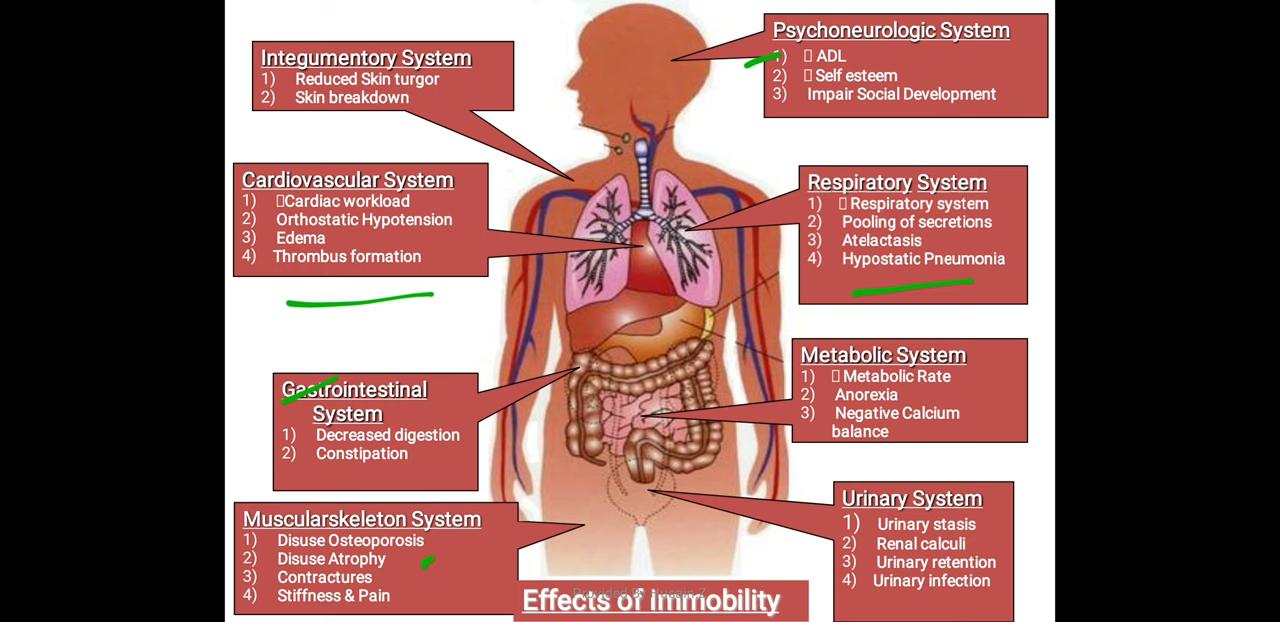 Integumentory System
1) Reduced Skin turgor
2) Skin breakdown
Psychoneurologic System
1) ▯ ADL
2) ▯ Self esteem
3) Impair Social Development
Cardiovascular System
1) ▯Cardiac workload
2) Orthostatic Hypotension
3) Edema
4) Thrombus formation
Respiratory System
1) ▯ Respiratory system
2) Pooling of secretions
3) Atelactasis
4) Hypostatic Pneumonia
Gastrointestinal
System
1) Decreased digestion
2) Constipation
Metabolic System
1) ▯ Metabolic Rate
2) Anorexia
3) Negative Calcium
balance
Muscularskeleton System
1) Disuse Osteoporosis
2) Disuse Atrophy
3) Contractures
4) Stiffness & Pain
Urinary System
1) Urinary stasis
2) Renal calculi
3) Urinary retention
4) Urinary infection
Provided By Husain Z
Effects of Immobility